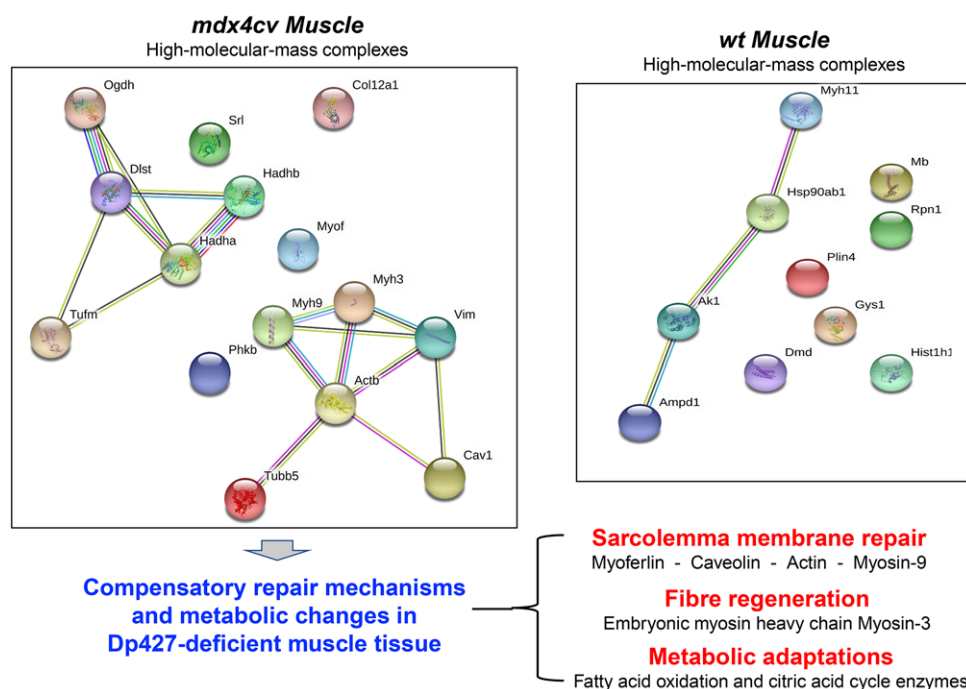 mdx4cv Muscle
High-molecular-mass complexes
Ogdh
Col12a1
Srl
Dlst
Hadhb
Myof
Hadha
Myh3
Tufm
Myh9
Vim
Phkb
Actb
Tubb5
Cav1
wt Muscle
High-molecular-mass complexes
Myh11
Mb
Hsp90ab1
Rpn1
Plin4
Ak1
Gys1
Dmd
Hist1h1
Ampd1
Compensatory repair mechanisms
and metabolic changes in
Dp427-deficient muscle tissue
Sarcolemma membrane repair
Myoferlin - Caveolin - Actin - Myosin-9
Fibre regeneration
Embryonic myosin heavy chain Myosin-3
Metabolic adaptations
Fatty acid oxidation and citric acid cycle enzymes